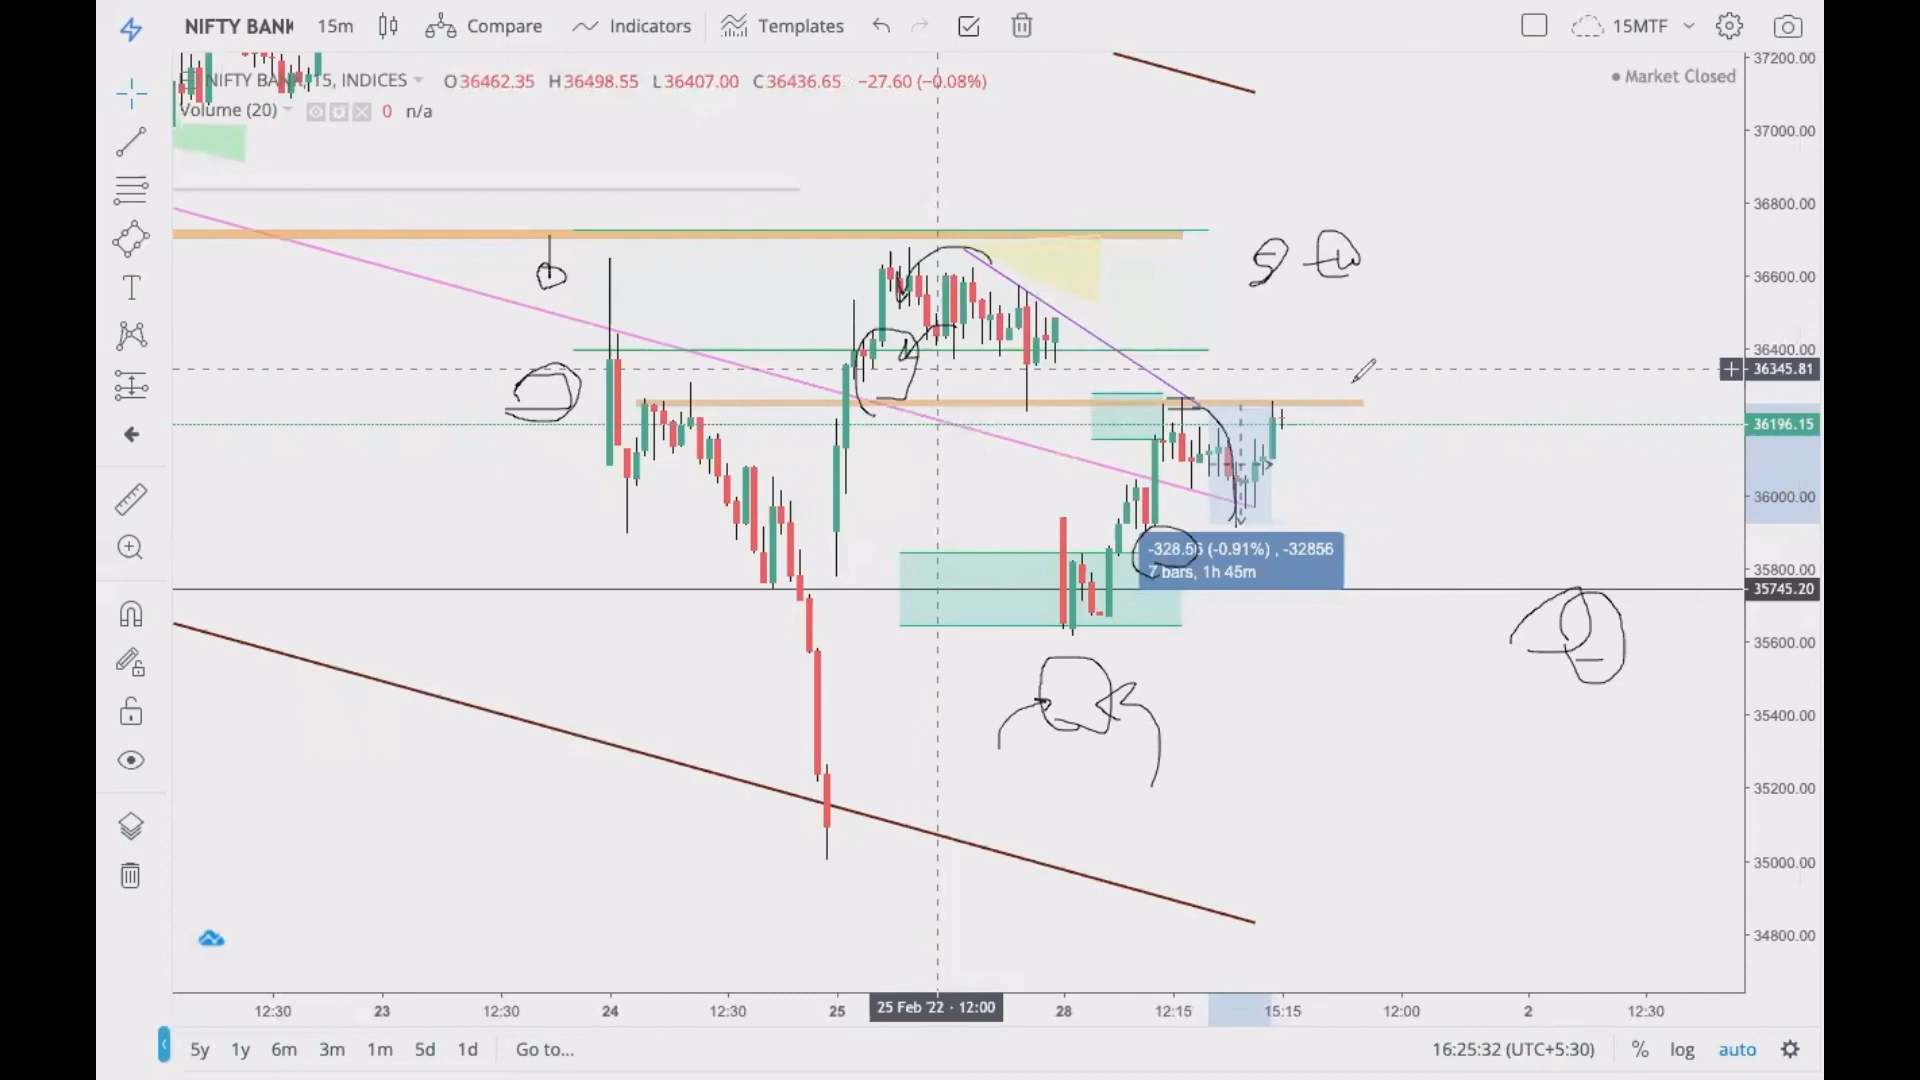 NIFTY BANK 15m Compare Indicators Templates 15MTF
NIFTY BANK, 15, INDICES O36462.35 H36498.55 L36407.00 C36436.65 −27.60 (−0.08%)
Market Closed
Volume (20) 0 n/a
37200.00
37000.00
36800.00
36600.00
36400.00
36345.81
36196.15
36000.00
35800.00
35745.20
35600.00
35400.00
35200.00
35000.00
34800.00
-328.56 (-0.91%) , -32856
7 bars, 1h 45m
12:30 23 12:30 24 12:30 25 25 Feb '22 · 12:00 28 12:15 15:15 12:00 2 12:30
5y 1y 6m 3m 1m 5d 1d Go to... 16:25:32 (UTC+5:30) % log auto